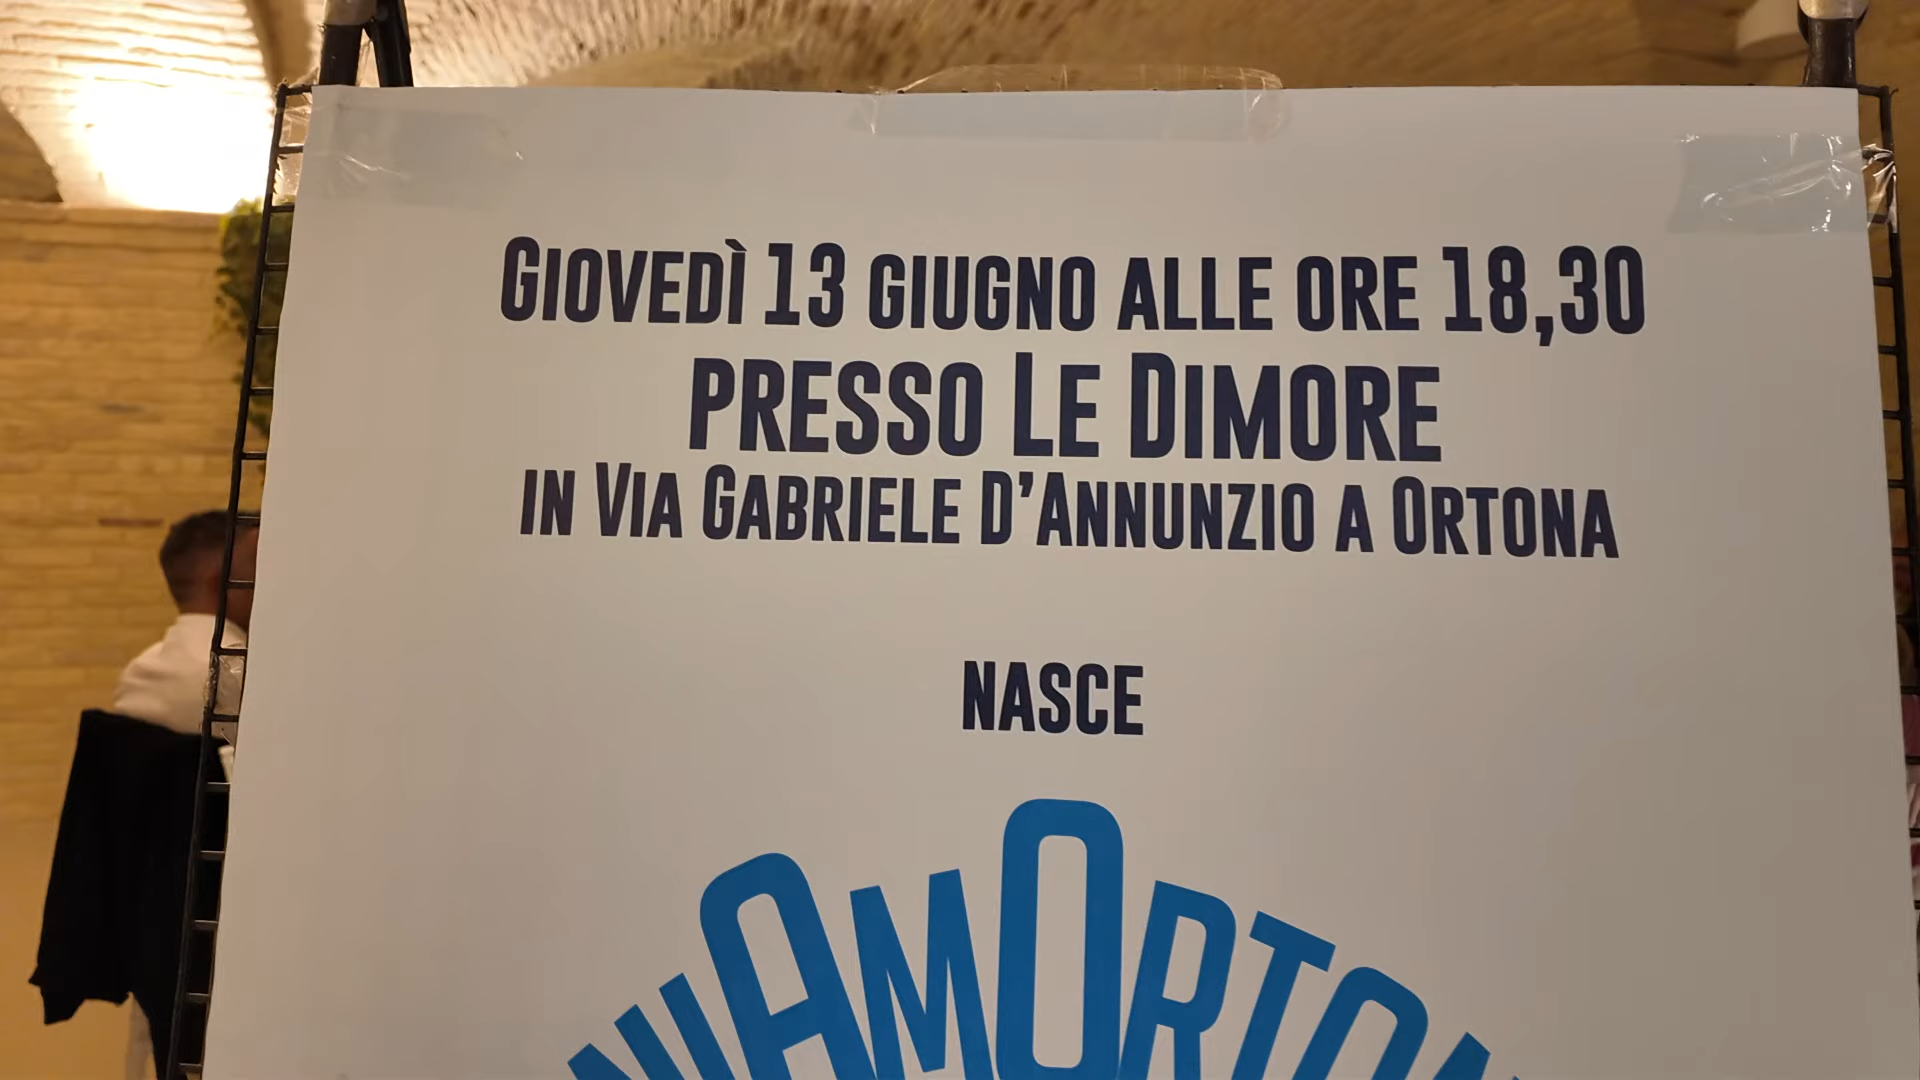 Giovedì 13 giugno alle ore 18,30
presso Le Dimore
in Via Gabriele D'Annunzio a Ortona
nasce